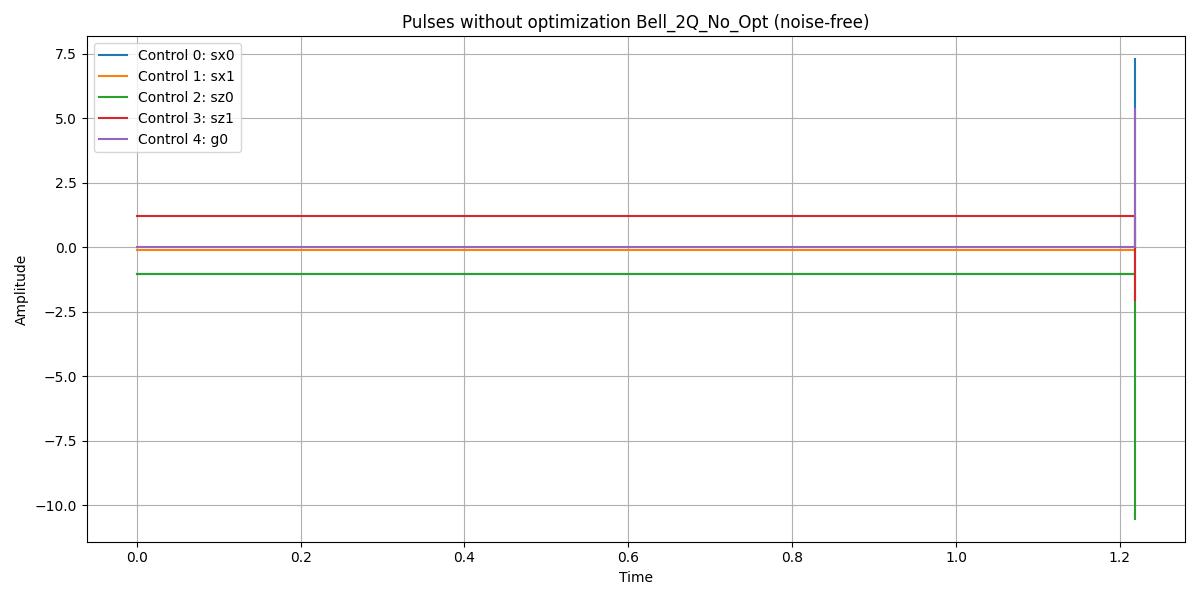 Pulses without optimization Bell_2Q_No_Opt (noise-free)
Control 0: sx0
Control 1: sx1
Control 2: sz0
Control 3: sz1
Control 4: g0
Amplitude
7.5
5.0
2.5
0.0
−2.5
−5.0
−7.5
−10.0
0.0 0.2 0.4 0.6 0.8 1.0 1.2
Time